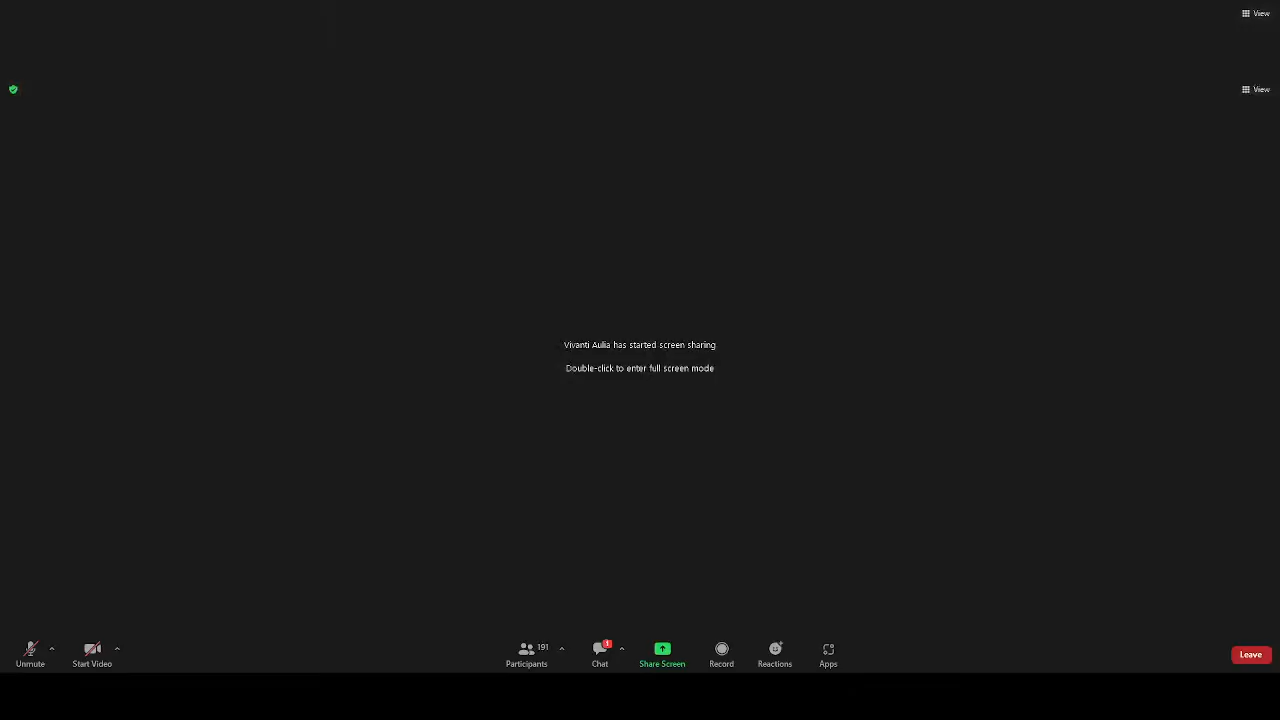 View
View
Vivanti Aulia has started screen sharing
Double-click to enter full screen mode
191
1
Unmute
Start Video
Participants
Chat
Share Screen
Record
Reactions
Apps
Leave